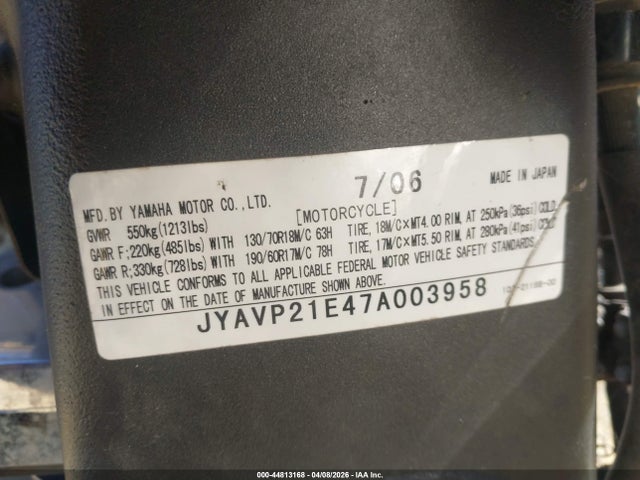 7/06 MADE IN JAPAN
MFD.BY YAMAHA MOTOR CO.,LTD.
[MOTORCYCLE]
GVWR 550kg(1213lbs)
GAWR F;220kg(485lbs) WITH 130/70R18M/C 63H TIRE, 18M/C×MT4.00 RIM, AT 250kPa(36psi)COLD
GAWR R;330kg(728lbs) WITH 190/60R17M/C 78H TIRE, 17M/C×MT5.50 RIM, AT 280kPa(41psi)COLD
THIS VEHICLE CONFORMS TO ALL APPLICABLE FEDERAL MOTOR VEHICLE SAFETY STANDARDS
IN EFFECT ON THE DATE OF MANUFACTURE SHOWN ABOVE.
JYAVP21E47A003958
000-44813168 - 04/08/2026 - IAA Inc.